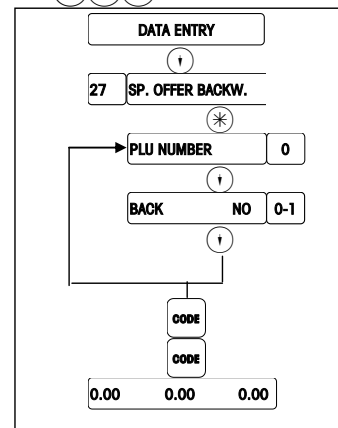 DATA ENTRY
27 SP. OFFER BACKW.
PLU NUMBER 0
BACK NO 0-1
CODE
CODE
0.00 0.00 0.00